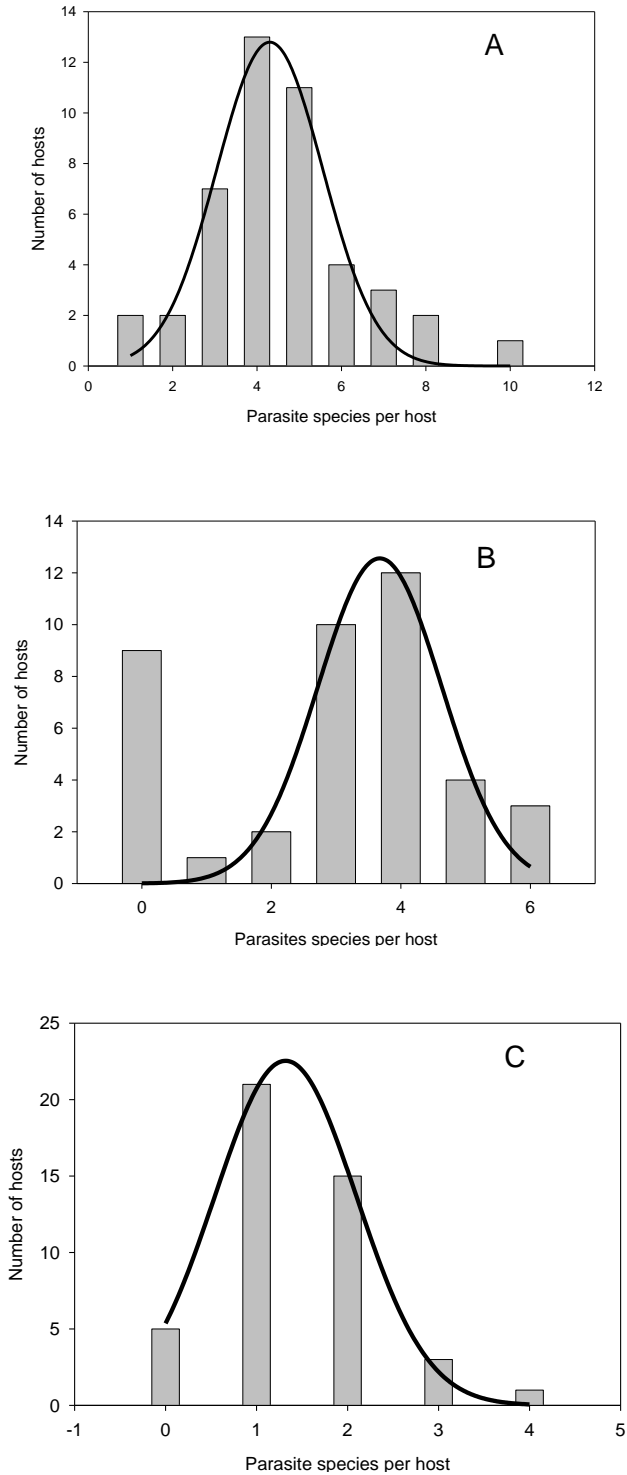 14
A
12
10
8
6
4
2
0
0 2 4 6 8 10 12
Number of hosts
Parasite species per host
14
B
12
10
8
6
4
2
0
0 2 4 6
Number of hosts
Parasites species per host
25
C
20
15
10
5
0
-1 0 1 2 3 4 5
Number of hosts
Parasite species per host